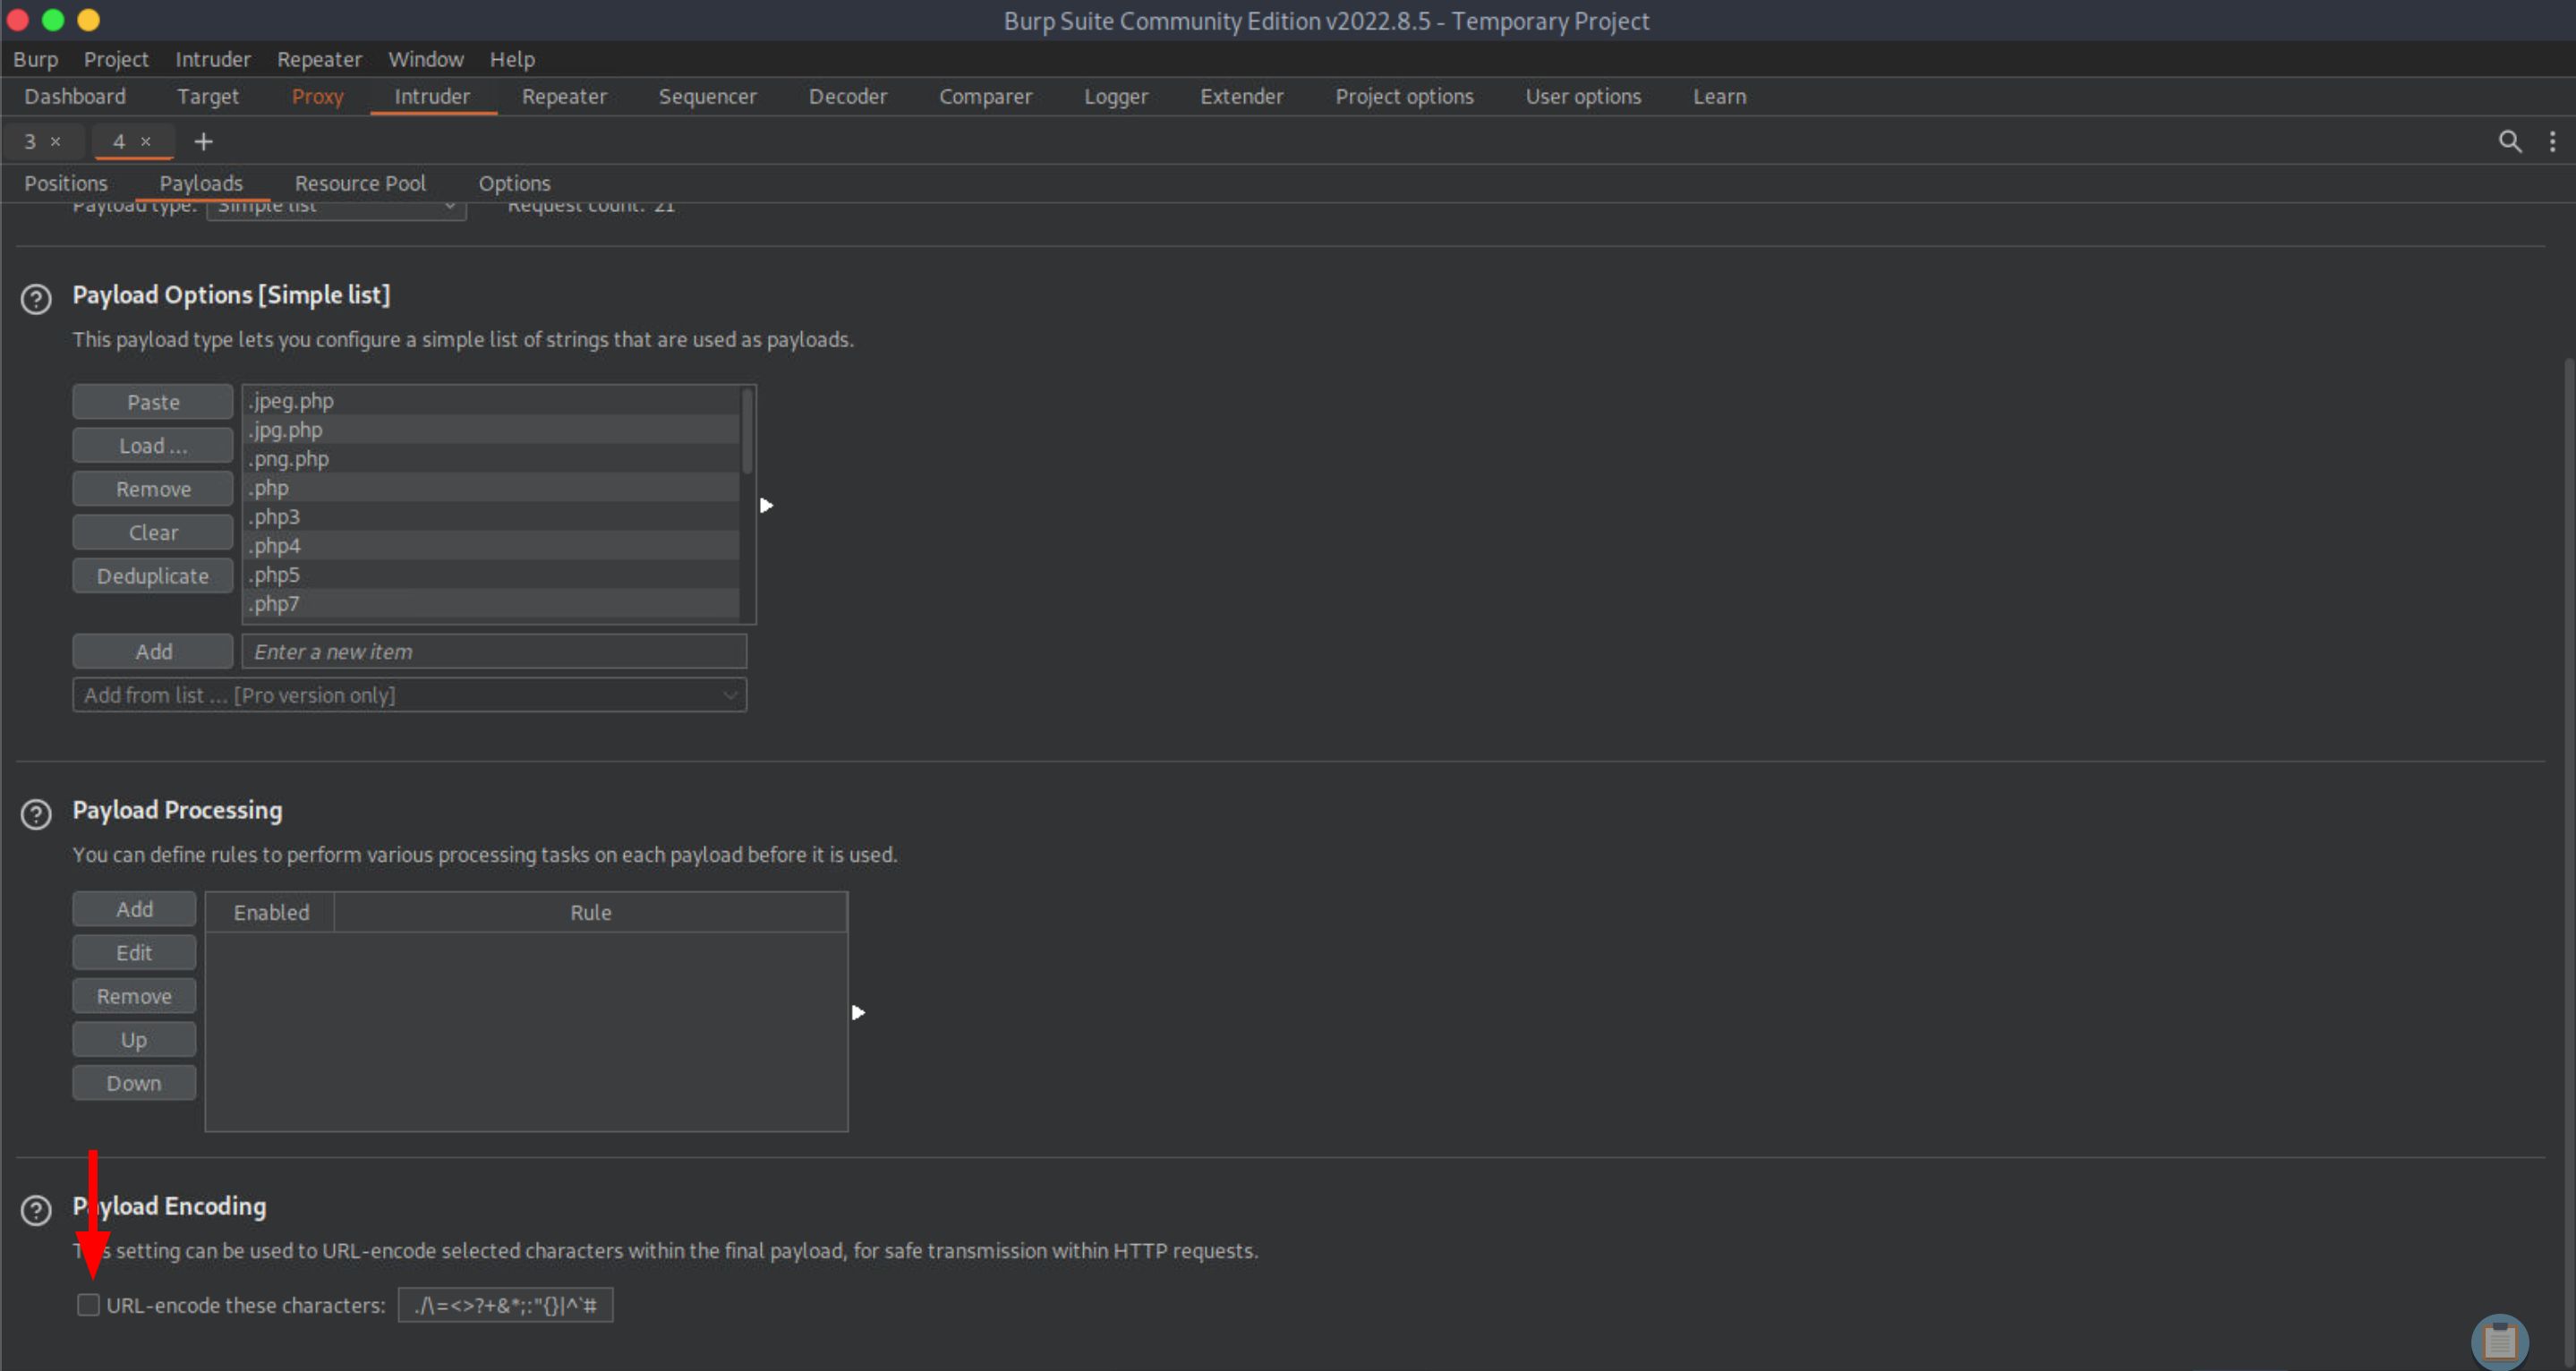 Burp Suite Community Edition v2022.8.5 - Temporary Project
Burp Project Intruder Repeater Window Help
Dashboard Target Proxy Intruder Repeater Sequencer Decoder Comparer Logger Extender Project options User options Learn
3 × 4 × +
Positions Payloads Resource Pool Options
Payload type: Simple list Request count: 21
Payload Options [Simple list]
This payload type lets you configure a simple list of strings that are used as payloads.
Paste
Load ...
Remove
Clear
Deduplicate
.jpeg.php
.jpg.php
.png.php
.php
.php3
.php4
.php5
.php7
Add Enter a new item
Add from list ... [Pro version only]
Payload Processing
You can define rules to perform various processing tasks on each payload before it is used.
Add
Edit
Remove
Up
Down
Enabled Rule
Payload Encoding
This setting can be used to URL-encode selected characters within the final payload, for safe transmission within HTTP requests.
URL-encode these characters: ./\=<>?+&*;:"{}|^`#